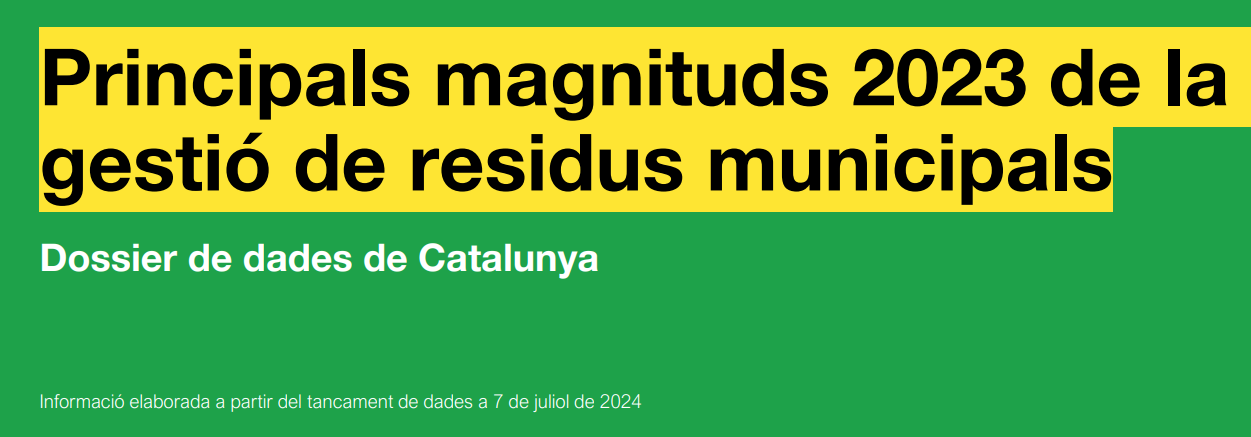 Principals magnituds 2023 de la
gestió de residus municipals
Dossier de dades de Catalunya
Informació elaborada a partir del tancament de dades a 7 de juliol de 2024